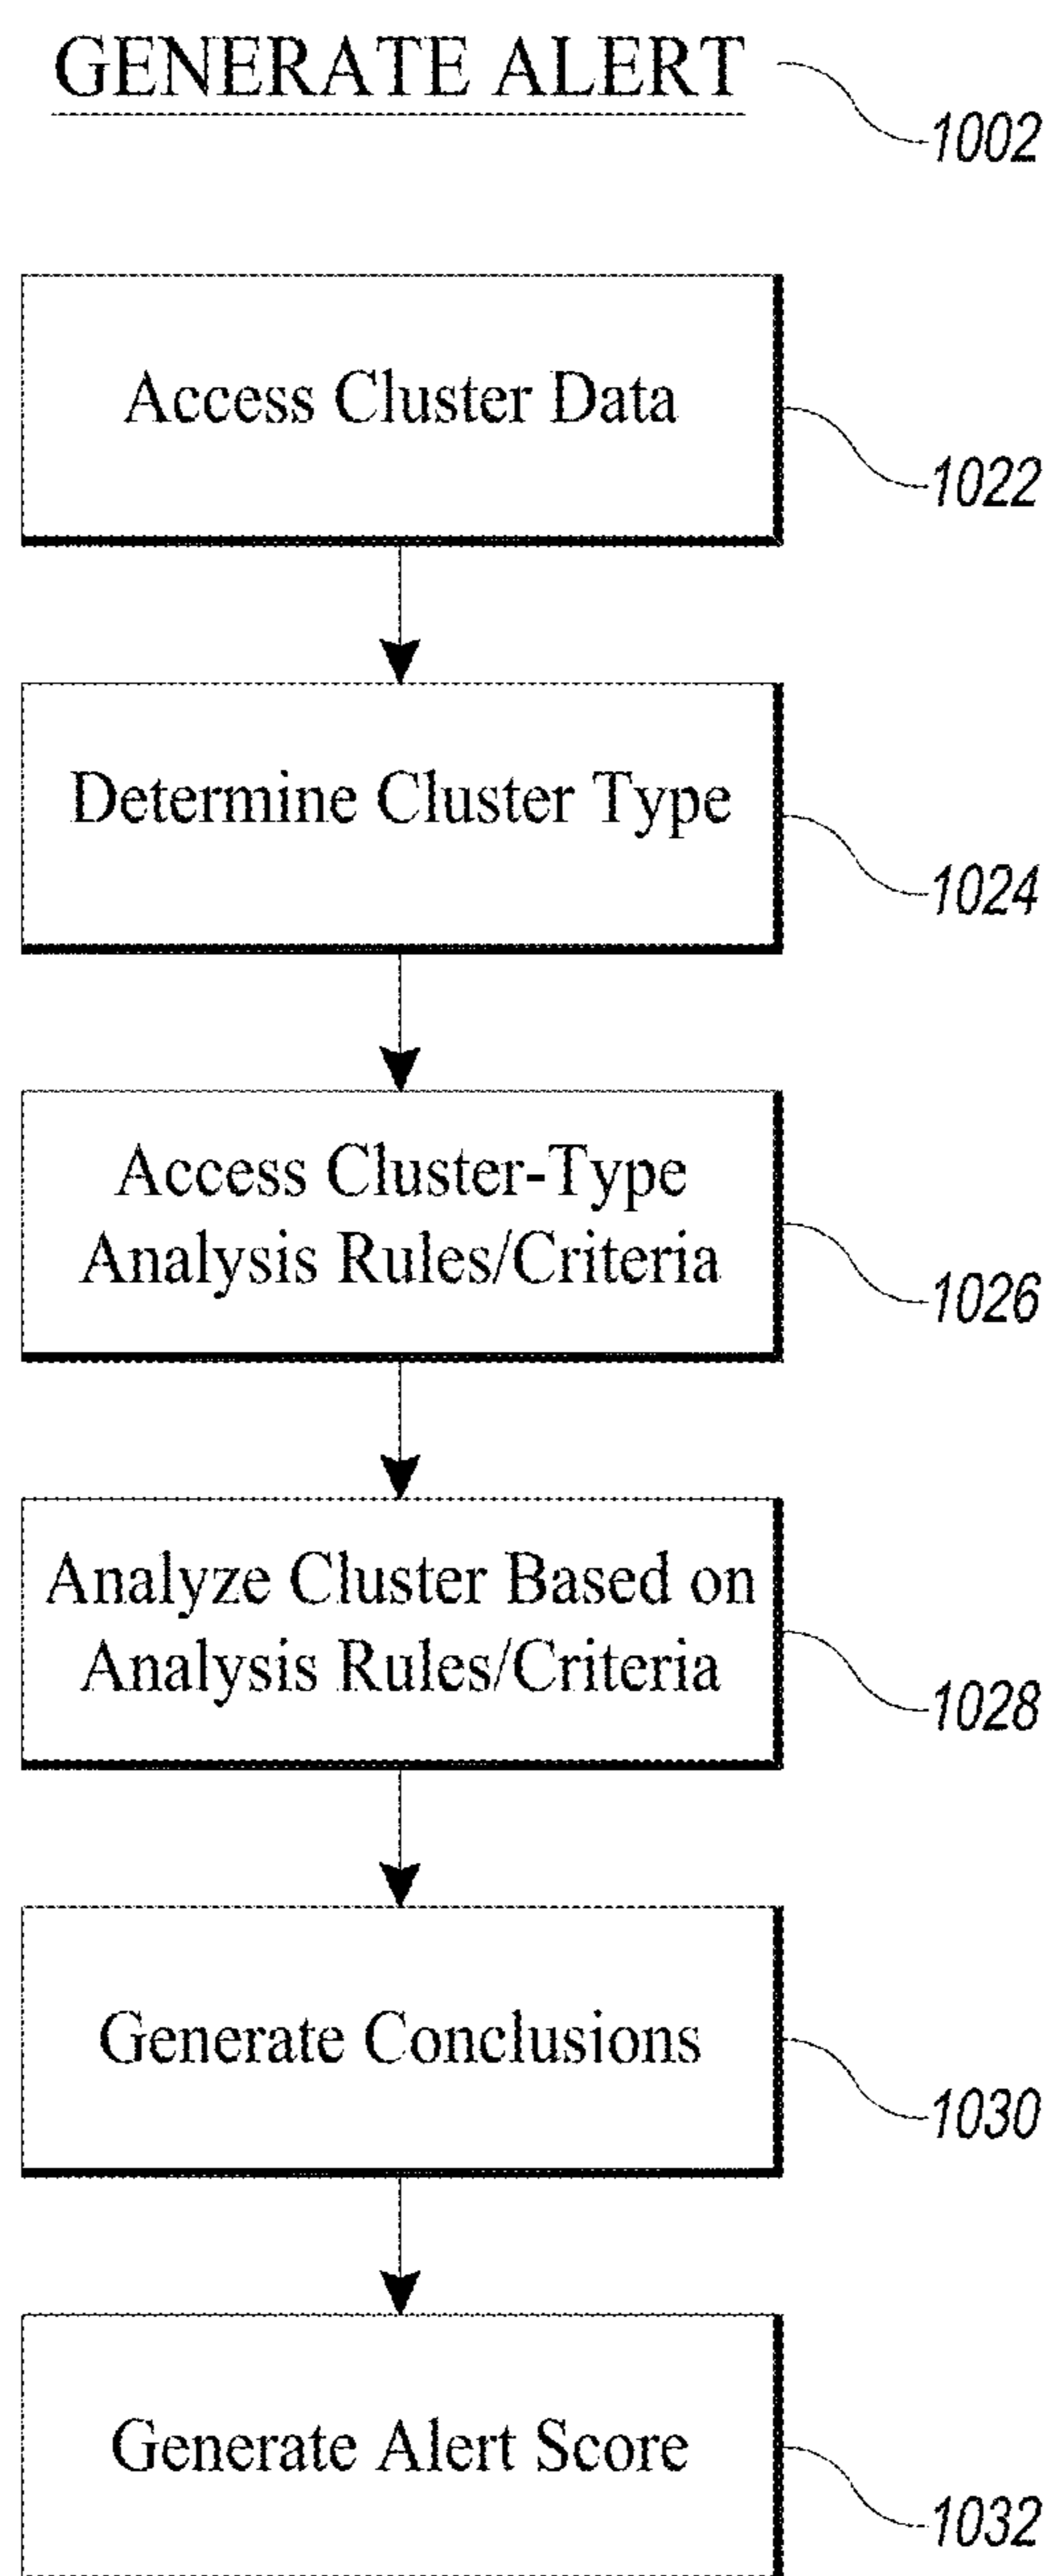 GENERATE ALERT
1002
Access Cluster Data
1022
Determine Cluster Type
1024
Access Cluster-Type
Analysis Rules/Criteria
1026
Analyze Cluster Based on
Analysis Rules/Criteria
1028
Generate Conclusions
1030
Generate Alert Score
1032